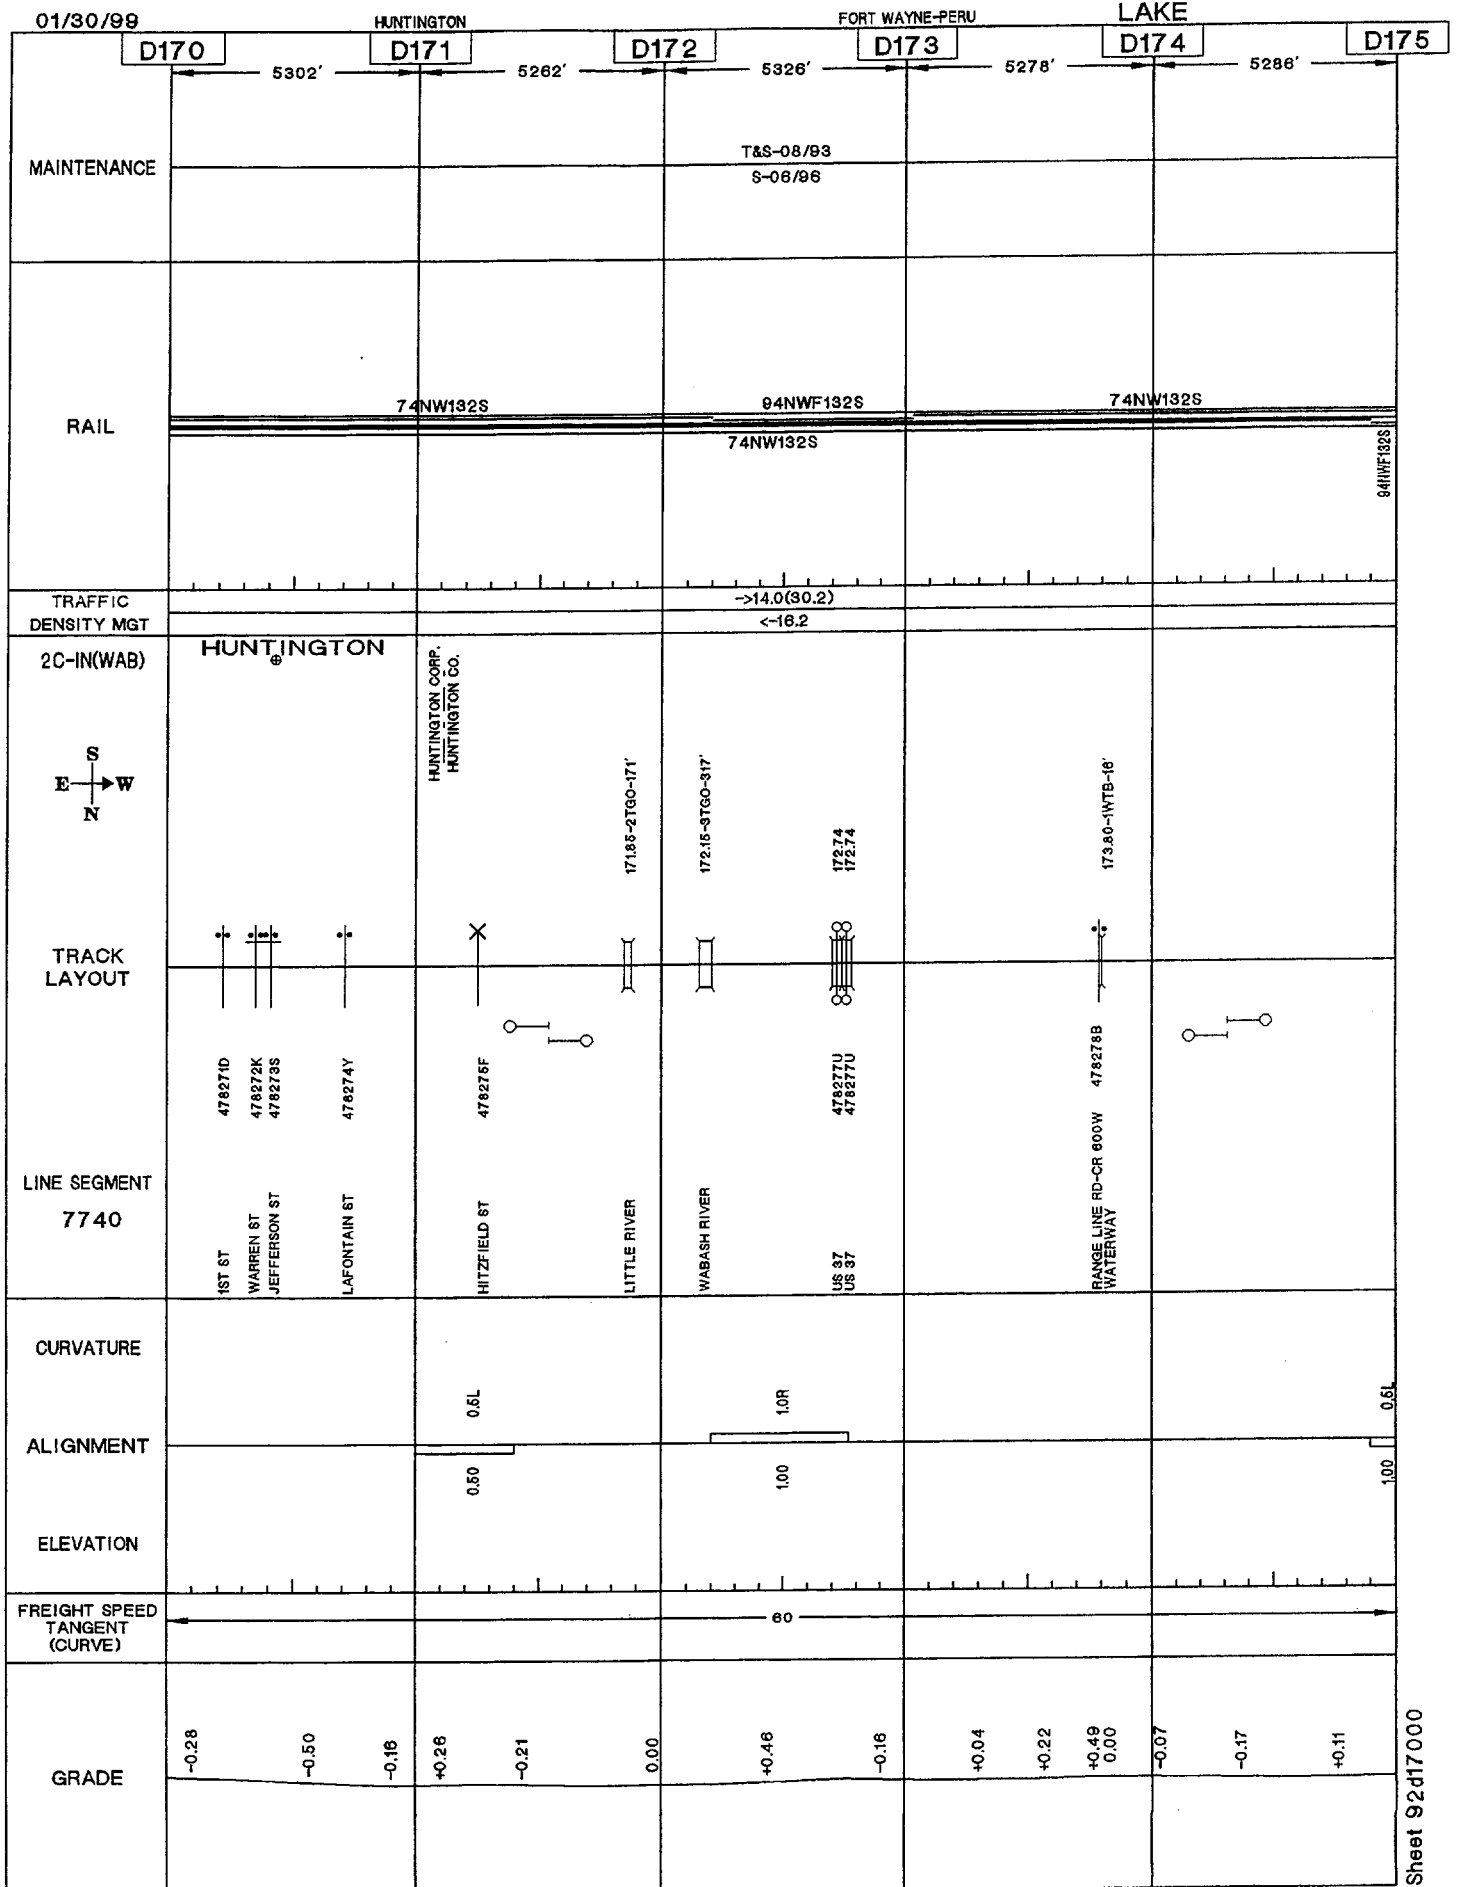 01/30/99 HUNTINGTON FORT WAYNE-PERU LAKE
D170 D171 D172 D173 D174 D175
5302' 5262' 5326' 5278' 5286'
MAINTENANCE
T&S-08/93
S-06/96
RAIL
74NW132S 94NWF132S 74NW132S
74NW132S
94NWF132S
TRAFFIC
DENSITY MGT
->14.0(30.2)
<-16.2
2C-IN(WAB)
HUNTINGTON
HUNTINGTON CORP.
HUNTINGTON CO.
S
E W
N
171.85-2TGO-171'
172.15-3TGO-317'
172.74
172.74
173.80-1WTB-16'
TRACK
LAYOUT
478271D
478272K
478273S
478274Y
478275F
478277U
478277U
478278B
LINE SEGMENT
7740
1ST ST
WARREN ST
JEFFERSON ST
LAFONTAIN ST
HITZFIELD ST
LITTLE RIVER
WABASH RIVER
US 37
US 37
RANGE LINE RD-CR 600W
WATERWAY
CURVATURE
0.5L 1.0R 0.5L
ALIGNMENT
0.50 1.00 1.00
ELEVATION
FREIGHT SPEED
TANGENT
(CURVE)
60
GRADE
-0.28 -0.50 -0.16 +0.26 -0.21 0.00 +0.46 -0.16 +0.04 +0.22 +0.49 0.00 -0.07 -0.17 +0.11
Sheet 92d17000